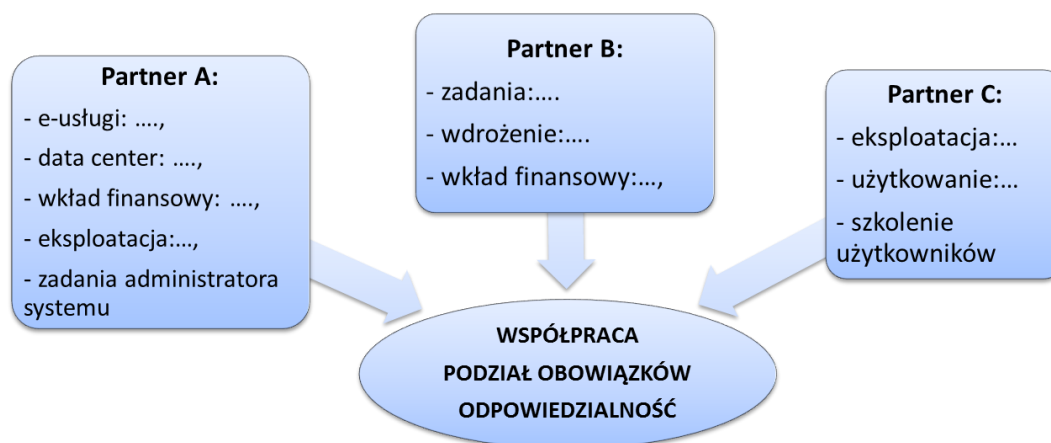 Partner A:
- e-usługi: ....,
- data center: ....,
- wkład finansowy: ....,
- eksploatacja:...,
- zadania administratora
systemu
Partner B:
- zadania:....
- wdrożenie:....
- wkład finansowy:...,
Partner C:
- eksploatacja:...
- użytkowanie:...
- szkolenie
użytkowników
WSPÓŁPRACA
PODZIAŁ OBOWIĄZKÓW
ODPOWIEDZIALNOŚĆ